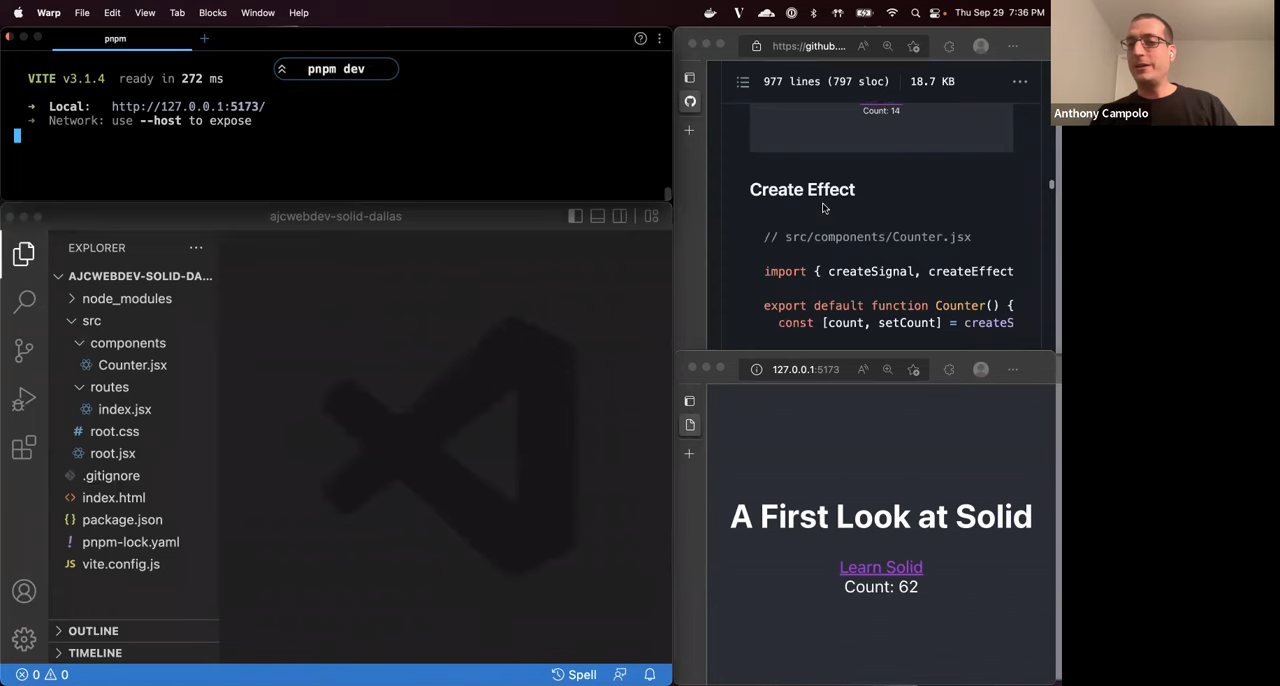 Warp File Edit View Tab Blocks Window Help
Thu Sep 29 7:36 PM
pnpm
pnpm dev
VITE v3.1.4 ready in 272 ms
➜ Local: http://127.0.0.1:5173/
➜ Network: use --host to expose
ajcwebdev-solid-dallas
EXPLORER
AJCWEBDEV-SOLID-DA...
node_modules
src
components
Counter.jsx
routes
index.jsx
# root.css
root.jsx
.gitignore
<> index.html
{} package.json
! pnpm-lock.yaml
JS vite.config.js
OUTLINE
TIMELINE
0 0
Spell
https://github....
977 lines (797 sloc) 18.7 KB
Count: 14
Create Effect
// src/components/Counter.jsx
import { createSignal, createEffect
export default function Counter() {
const [count, setCount] = createS
127.0.0.1:5173
A First Look at Solid
Learn Solid
Count: 62
Anthony Campolo